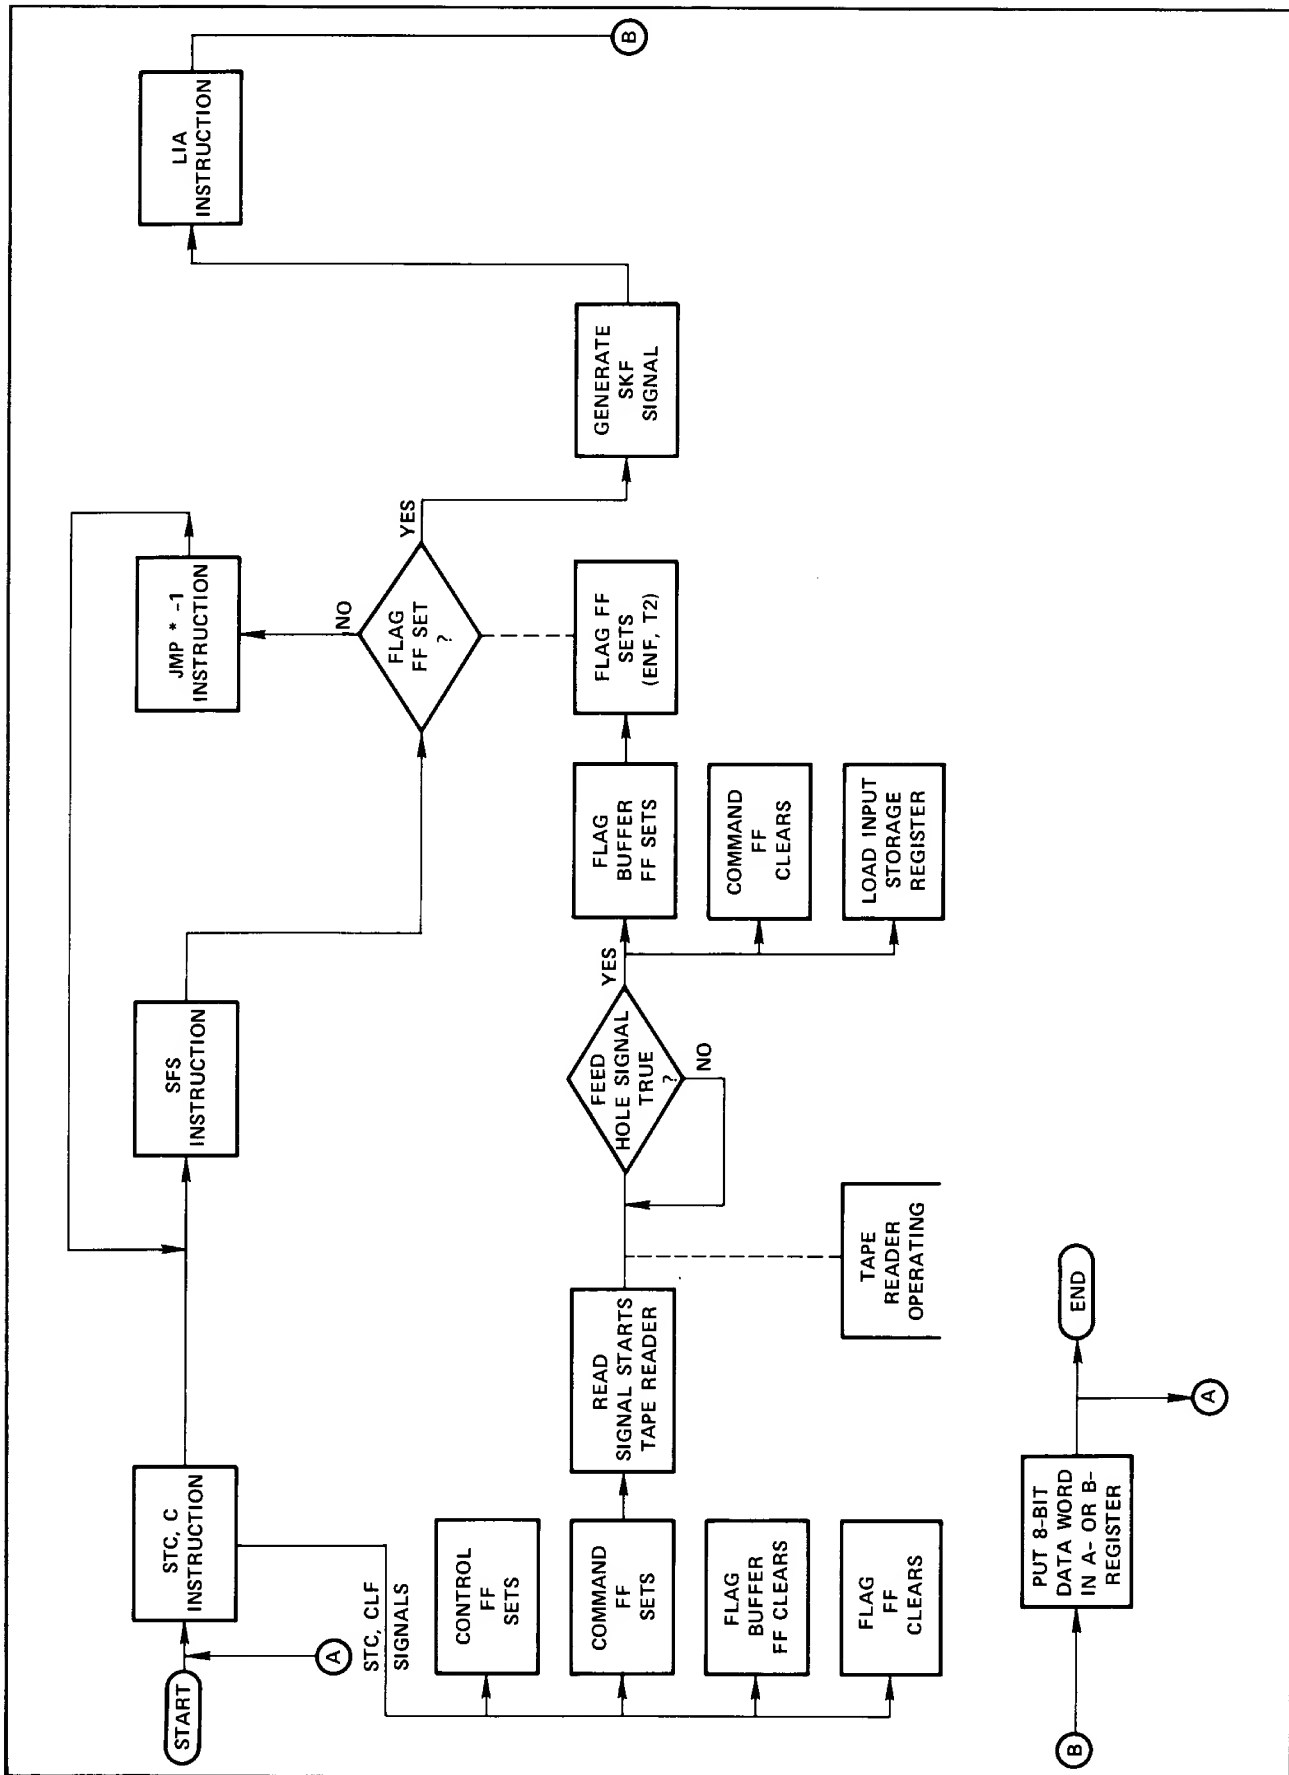 START
A
STC, C
INSTRUCTION
SFS
INSTRUCTION
JMP * -1
INSTRUCTION
LIA
INSTRUCTION
B
STC, CLF
SIGNALS
FLAG
FF SET
?
NO
YES
GENERATE
SKF
SIGNAL
CONTROL
FF
SETS
COMMAND
FF
SETS
FLAG
BUFFER
FF CLEARS
FLAG
FF
CLEARS
READ
SIGNAL STARTS
TAPE READER
TAPE
READER
OPERATING
FEED
HOLE SIGNAL
TRUE
?
NO
YES
FLAG
BUFFER
FF SETS
COMMAND
FF
CLEARS
LOAD INPUT
STORAGE
REGISTER
FLAG FF
SETS
(ENF, T2)
B
PUT 8-BIT
DATA WORD
IN A- OR B-
REGISTER
A
END